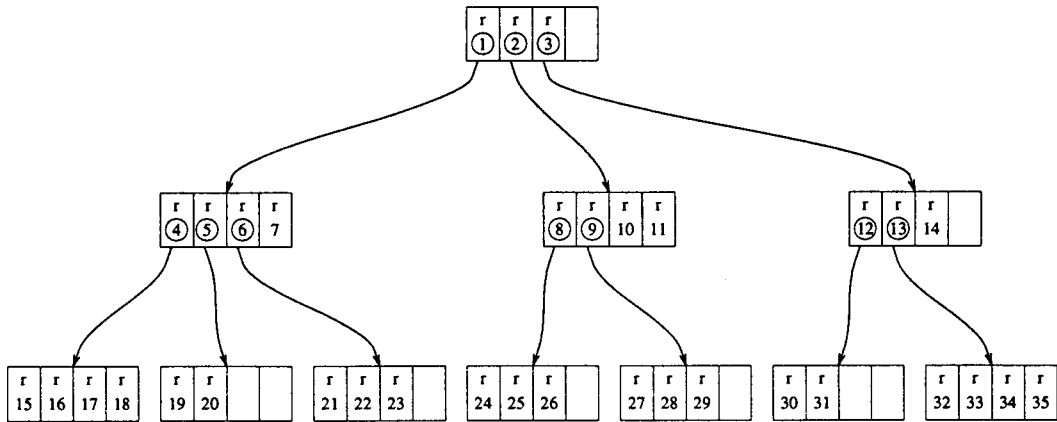 r r r
1 2 3
r r r r
4 5 6 7
r r r r
8 9 10 11
r r r
12 13 14
r r r r
15 16 17 18
r r
19 20
r r r
21 22 23
r r r
24 25 26
r r r
27 28 29
r r
30 31
r r r r
32 33 34 35